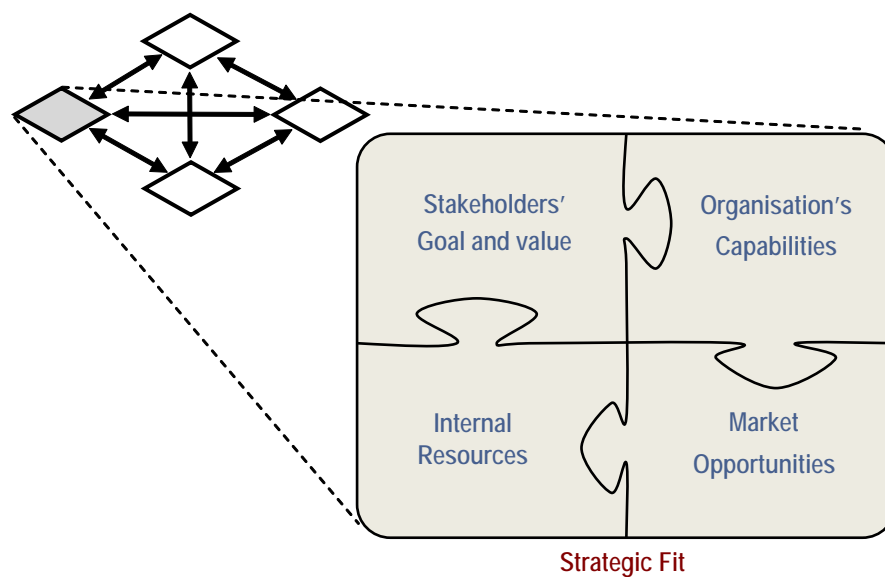 Stakeholders'
Goal and value
Organisation's
Capabilities
Internal
Resources
Market
Opportunities
Strategic Fit